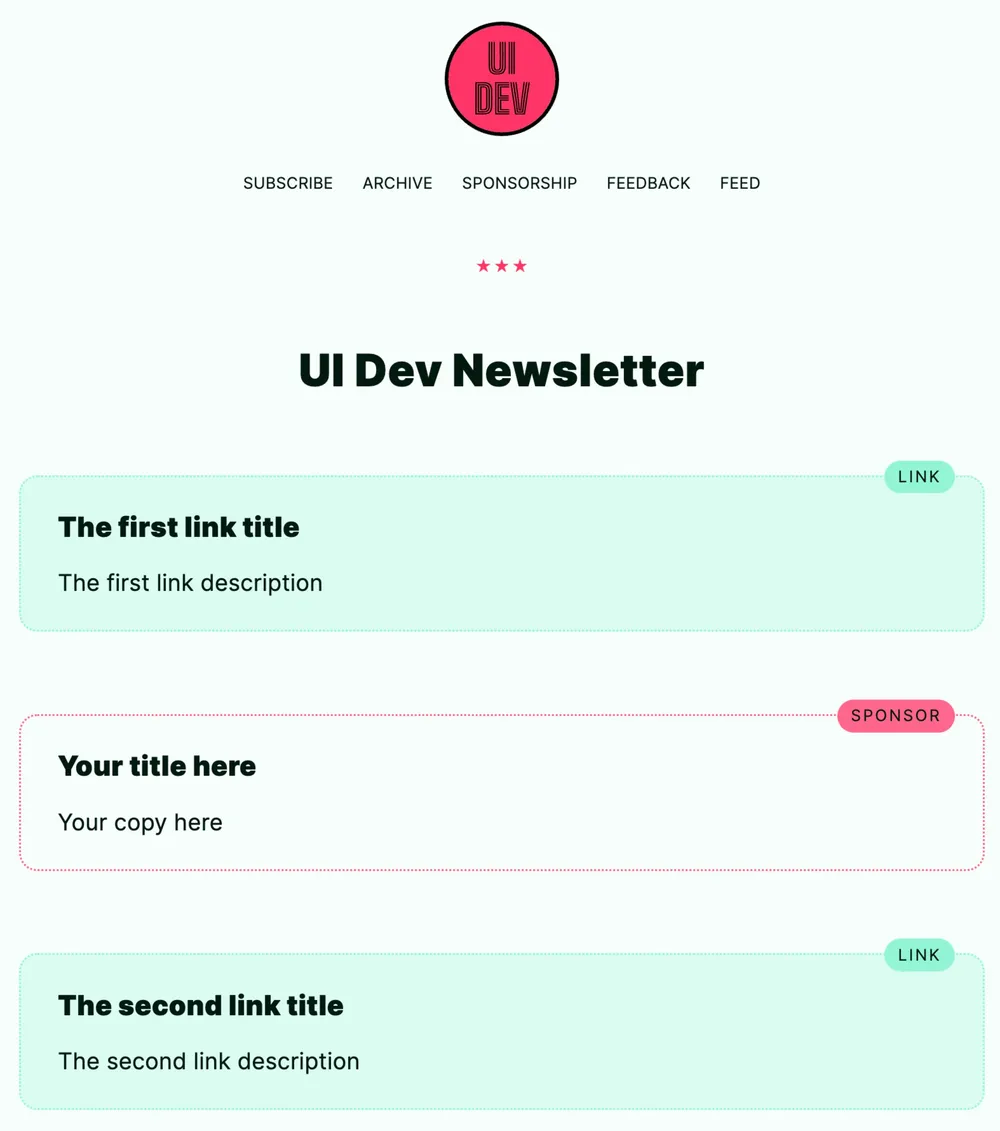 UI
DEV
SUBSCRIBE ARCHIVE SPONSORSHIP FEEDBACK FEED
★★★
UI Dev Newsletter
LINK
The first link title
The first link description
SPONSOR
Your title here
Your copy here
LINK
The second link title
The second link description